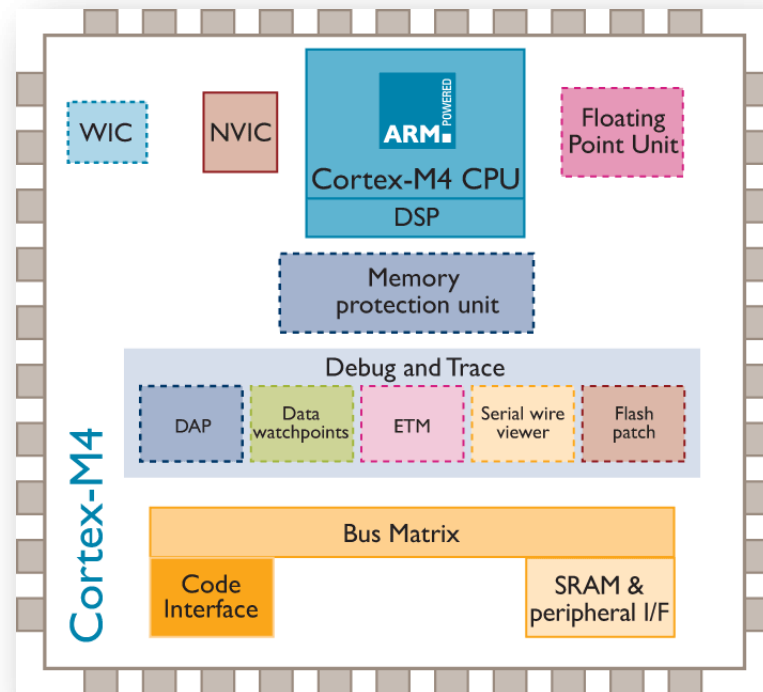 WIC
NVIC
ARM POWERED
Cortex-M4 CPU
DSP
Floating
Point Unit
Memory
protection unit
Debug and Trace
DAP
Data
watchpoints
ETM
Serial wire
viewer
Flash
patch
Cortex-M4
Bus Matrix
Code
Interface
SRAM &
peripheral I/F